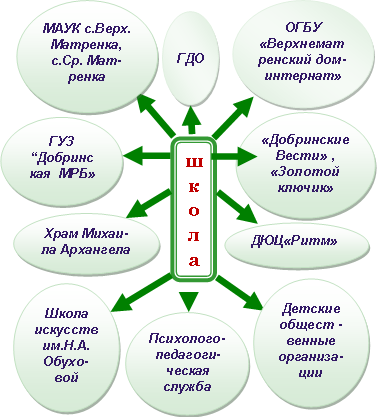 МАУК с.Верх.
Матренка,
с.Ср. Мат-
ренка
ГДО
ОГБУ
«Верхнемат
ренский дом-
интернат»
ГУЗ
“Добринс
кая МРБ»
школа
«Добринские
Вести» ,
«Золотой
ключик»
Храм Михаи-
ла Архангела
ДЮЦ«Ритм»
Школа
искусств
им.Н.А.
Обухо-
вой
Психолого-
педагоги-
ческая
служба
Детские
общест -
венные
организа-
ции